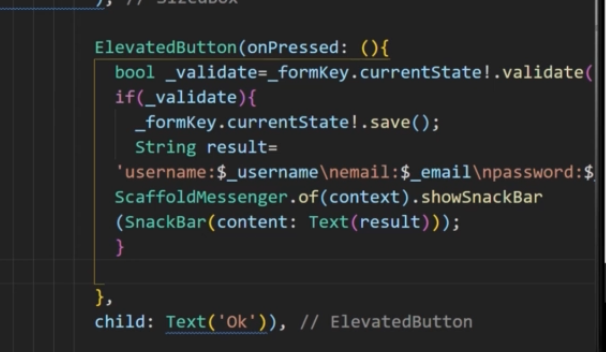 ), // SizedBox
ElevatedButton(onPressed: (){
bool _validate=_formKey.currentState!.validate(
if(_validate){
_formKey.currentState!.save();
String result=
'username:$_username\nemail:$_email\npassword:$_
ScaffoldMessenger.of(context).showSnackBar
(SnackBar(content: Text(result)));
}
},
child: Text('Ok')), // ElevatedButton